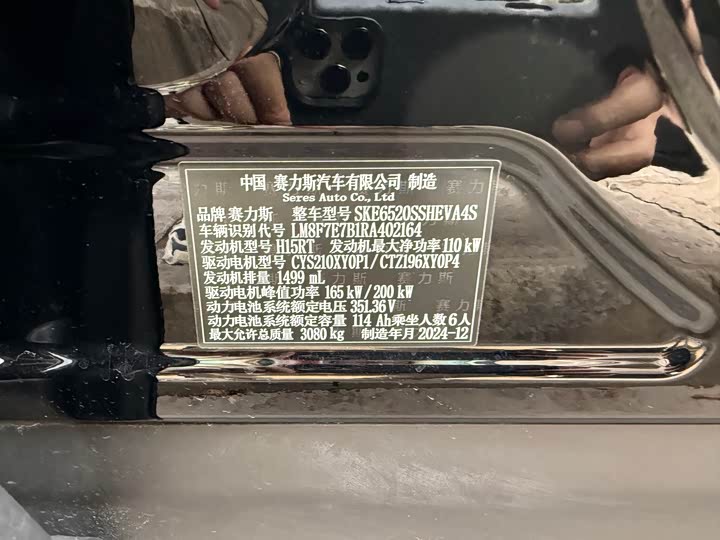 中国 赛力斯汽车有限公司 制造
Seres Auto Co., Ltd
品牌 赛力斯 整车型号 SKE6520SSHEVA4S
车辆识别代号 LM8F7E7B1RA402164
发动机型号 H15RT 发动机最大净功率 110 kW
驱动电机型号 CYS210XY0P1/CTZ196XY0P4
发动机排量 1499 mL
驱动电机峰值功率 165 kW/200 kW
动力电池系统额定电压 351.36 V
动力电池系统额定容量 114 Ah 乘坐人数 6 人
最大允许总质量 3080 kg 制造年月 2024-12